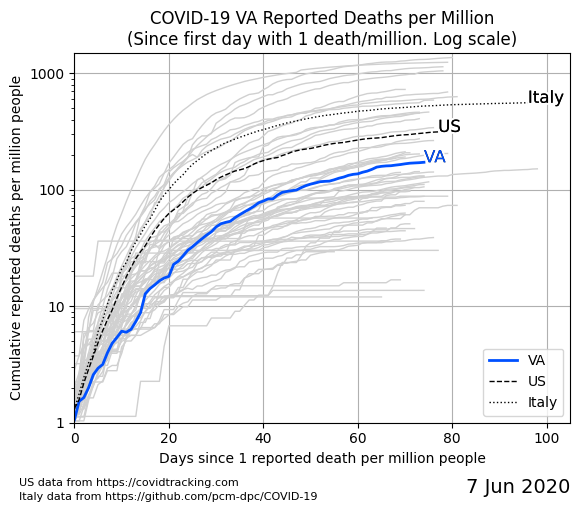 COVID-19 VA Reported Deaths per Million
(Since first day with 1 death/million. Log scale)
Cumulative reported deaths per million people
1000
100
10
1
Italy
US
VA
VA
US
Italy
0
20
40
60
80
100
Days since 1 reported death per million people
US data from https://covidtracking.com
Italy data from https://github.com/pcm-dpc/COVID-19
7 Jun 2020